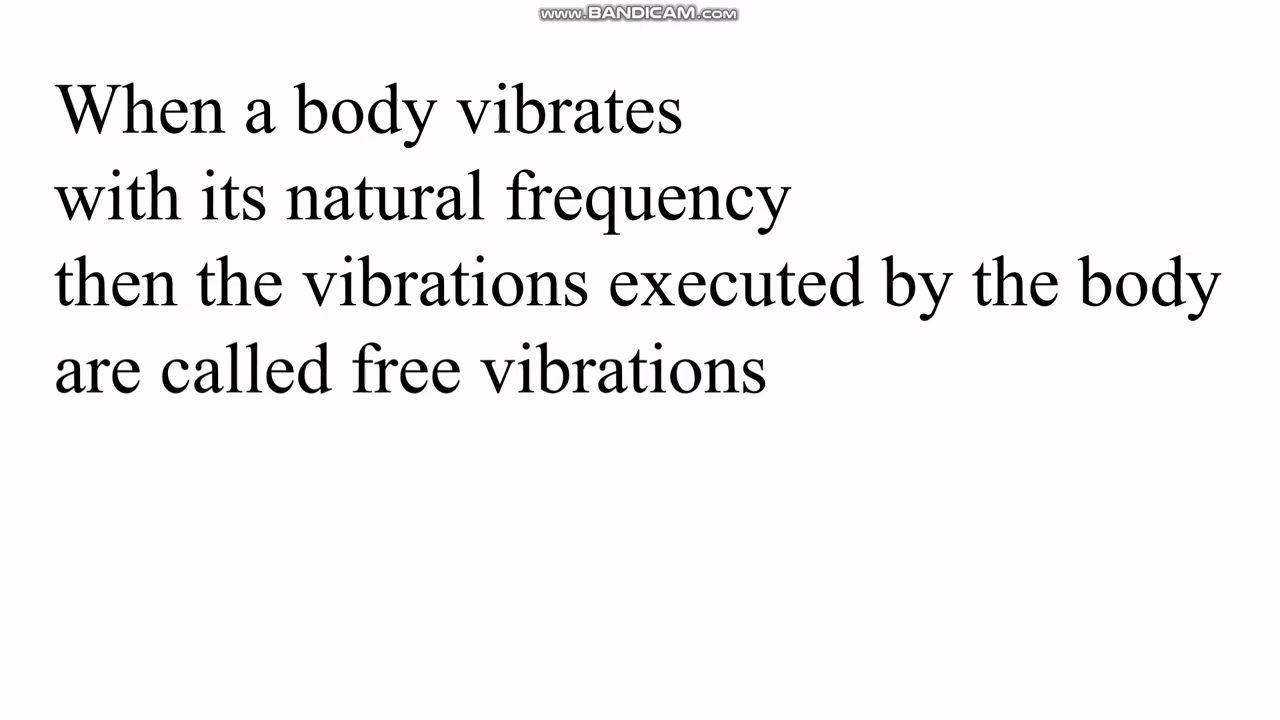 www.BANDICAM.com
When a body vibrates
with its natural frequency
then the vibrations executed by the body
are called free vibrations